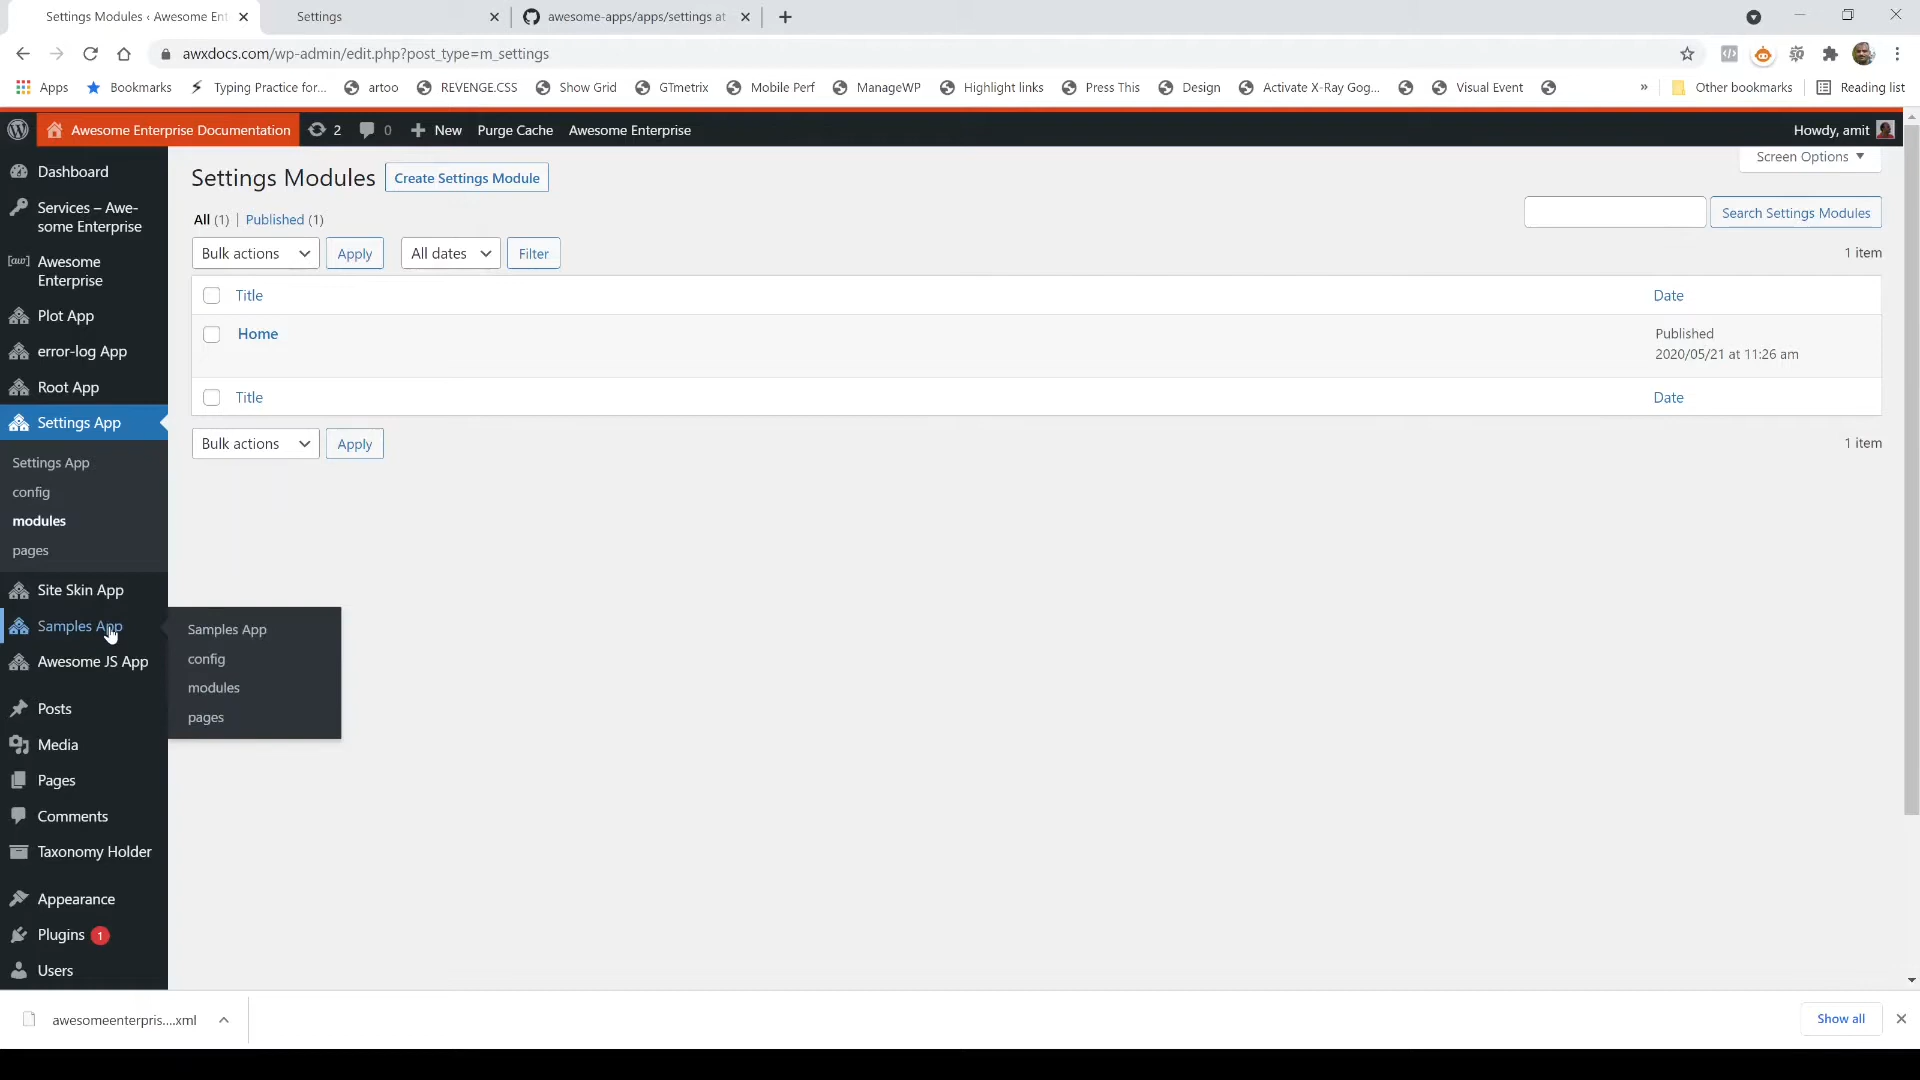 Settings Modules ‹ Awesome Ent
Settings
awesome-apps/apps/settings at
awxdocs.com/wp-admin/edit.php?post_type=m_settings
Apps
Bookmarks
Typing Practice for...
artoo
REVENGE.CSS
Show Grid
GTmetrix
Mobile Perf
ManageWP
Highlight links
Press This
Design
Activate X-Ray Gog...
Visual Event
»
Other bookmarks
Reading list
Awesome Enterprise Documentation
2
0
New
Purge Cache
Awesome Enterprise
Howdy, amit
Dashboard
Services – Awe-
some Enterprise
[aw]
Awesome
Enterprise
Plot App
error-log App
Root App
Settings App
Settings App
config
modules
pages
Site Skin App
Samples App
Awesome JS App
Posts
Media
Pages
Comments
Taxonomy Holder
Appearance
Plugins 1
Users
Samples App
config
modules
pages
Screen Options
Settings Modules
Create Settings Module
All (1) | Published (1)
Search Settings Modules
Bulk actions
Apply
All dates
Filter
1 item
Title
Date
Home
Published
2020/05/21 at 11:26 am
Title
Date
Bulk actions
Apply
1 item
awesomeenterpris....xml
Show all